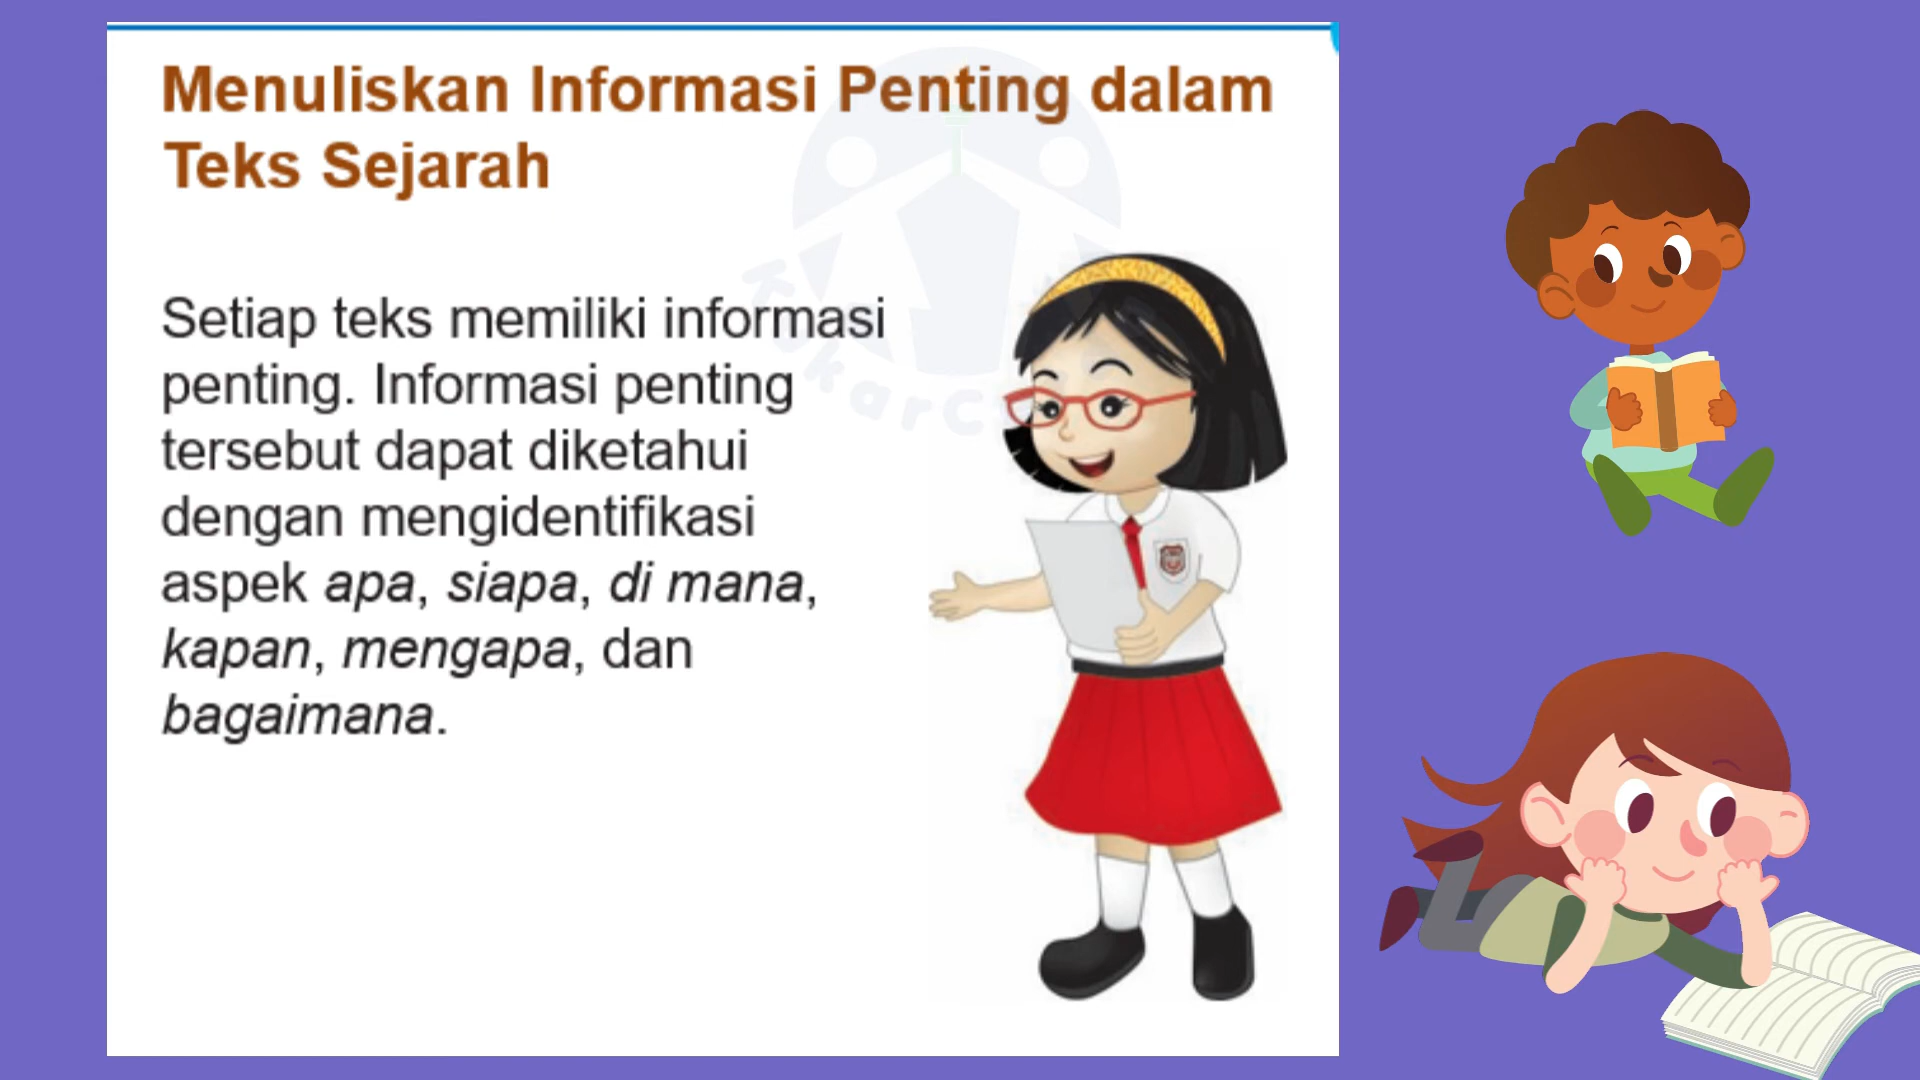 Menuliskan Informasi Penting dalam
Teks Sejarah
Setiap teks memiliki informasi
penting. Informasi penting
tersebut dapat diketahui
dengan mengidentifikasi
aspek apa, siapa, di mana,
kapan, mengapa, dan
bagaimana.